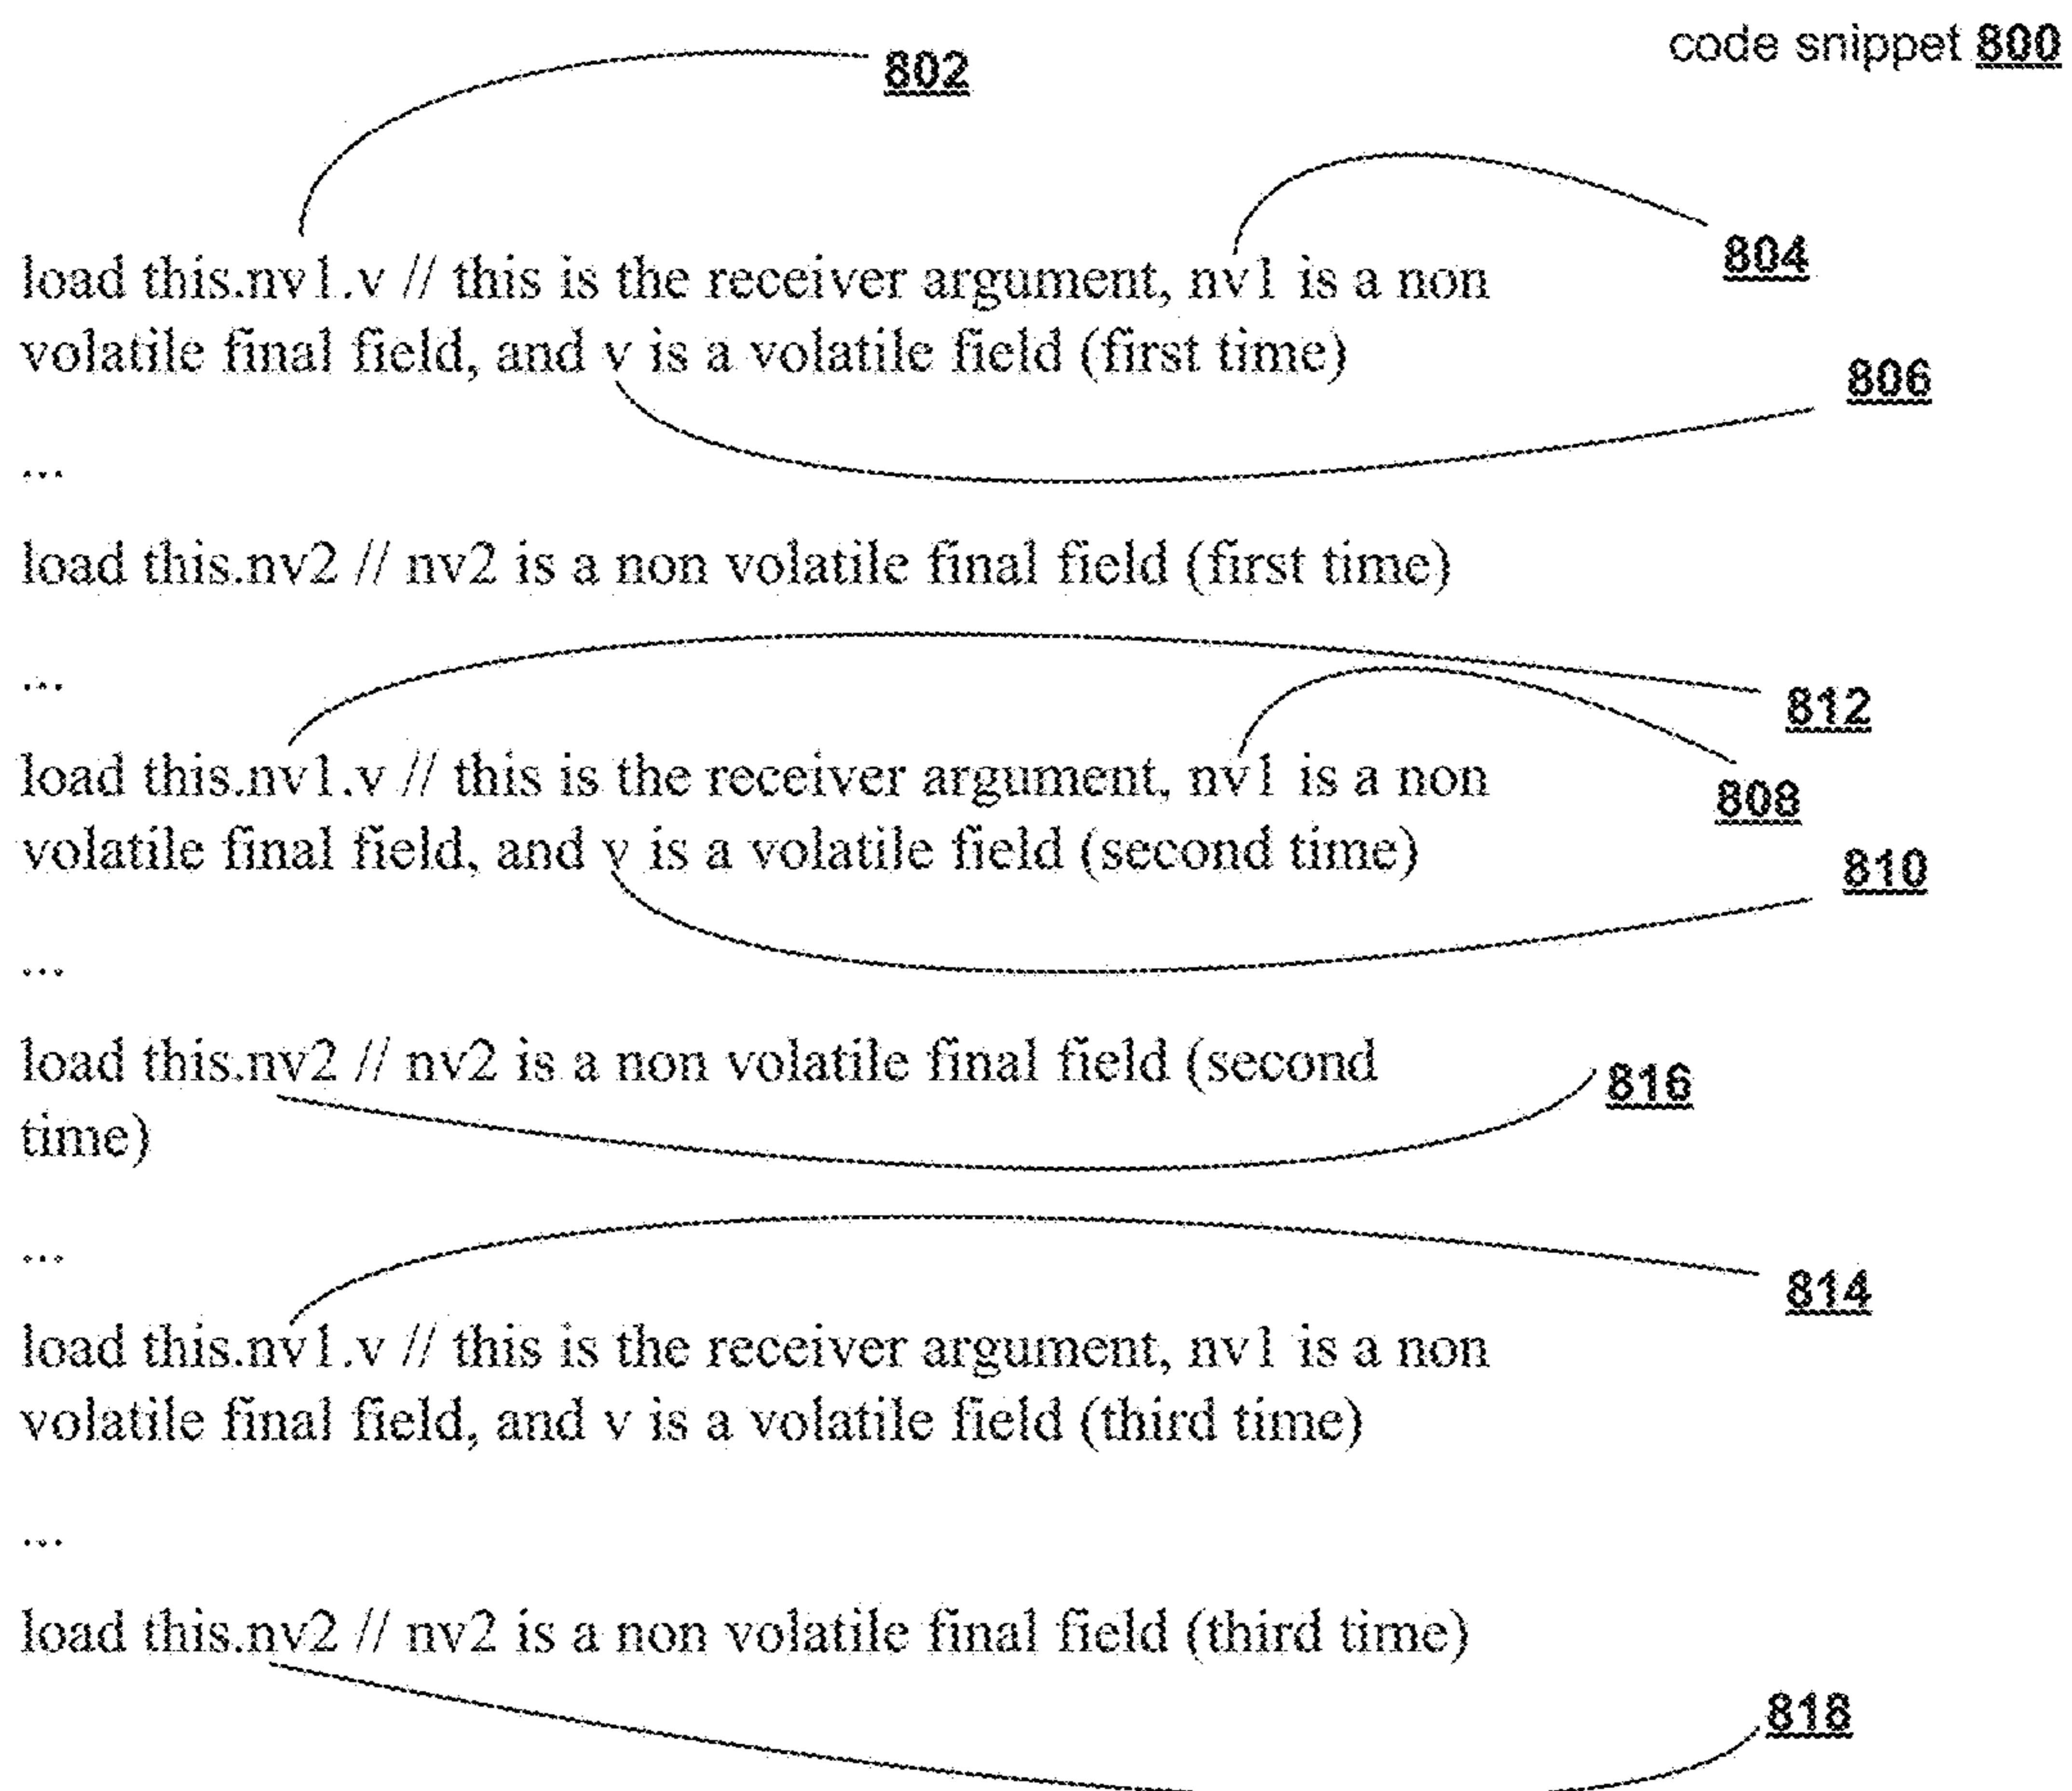 code snippet 800
802
804
load this.nv1.v // this is the receiver argument, nv1 is a non
volatile final field, and v is a volatile field (first time)
806
...
load this.nv2 // nv2 is a non volatile final field (first time)
...
812
load this.nv1.v // this is the receiver argument, nv1 is a non
808
volatile final field, and v is a volatile field (second time)
810
...
load this.nv2 // nv2 is a non volatile final field (second
816
time)
...
814
load this.nv1.v // this is the receiver argument, nv1 is a non
volatile final field, and v is a volatile field (third time)
...
load this.nv2 // nv2 is a non volatile final field (third time)
818